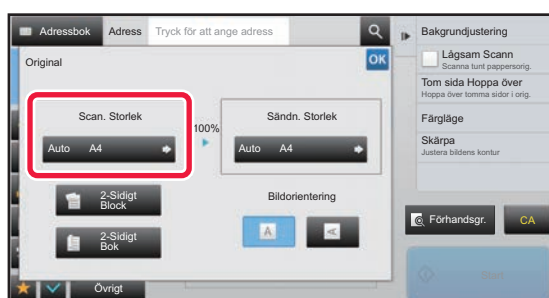 Adressbok
Adress
Tryck för att ange adress
Original
OK
Scan. Storlek
Auto A4
100%
Sändn. Storlek
Auto A4
2-Sidigt
Block
2-Sidigt
Bok
Bildorientering
A
A
Övrigt
Bakgrundjustering
Lågsam Scann
Scanna tunt pappersorig.
Tom sida Hoppa över
Hoppa över tomma sidor i orig.
Färgläge
Skärpa
Justera bildens kontur
Förhandsgr.
CA
Start